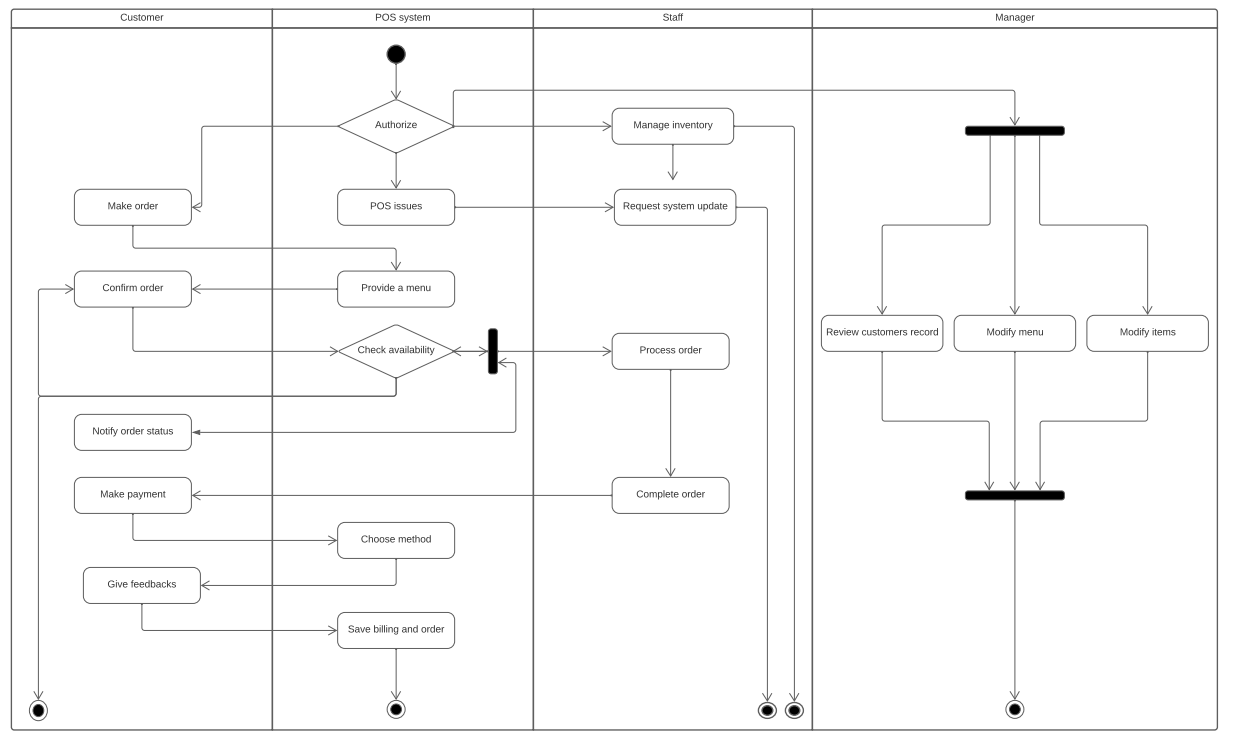 Customer
POS system
Staff
Manager
Authorize
Manage inventory
Make order
POS issues
Request system update
Confirm order
Provide a menu
Review customers record
Modify menu
Modify items
Check availability
Process order
Notify order status
Make payment
Complete order
Choose method
Give feedbacks
Save billing and order